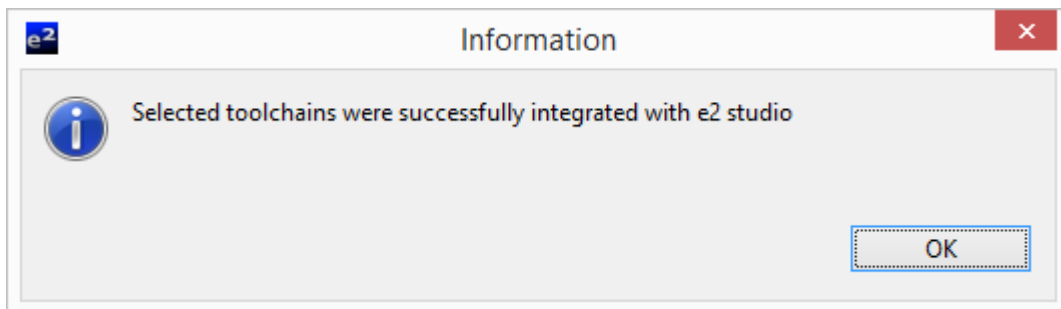 e²
Information
Selected toolchains were successfully integrated with e2 studio
OK